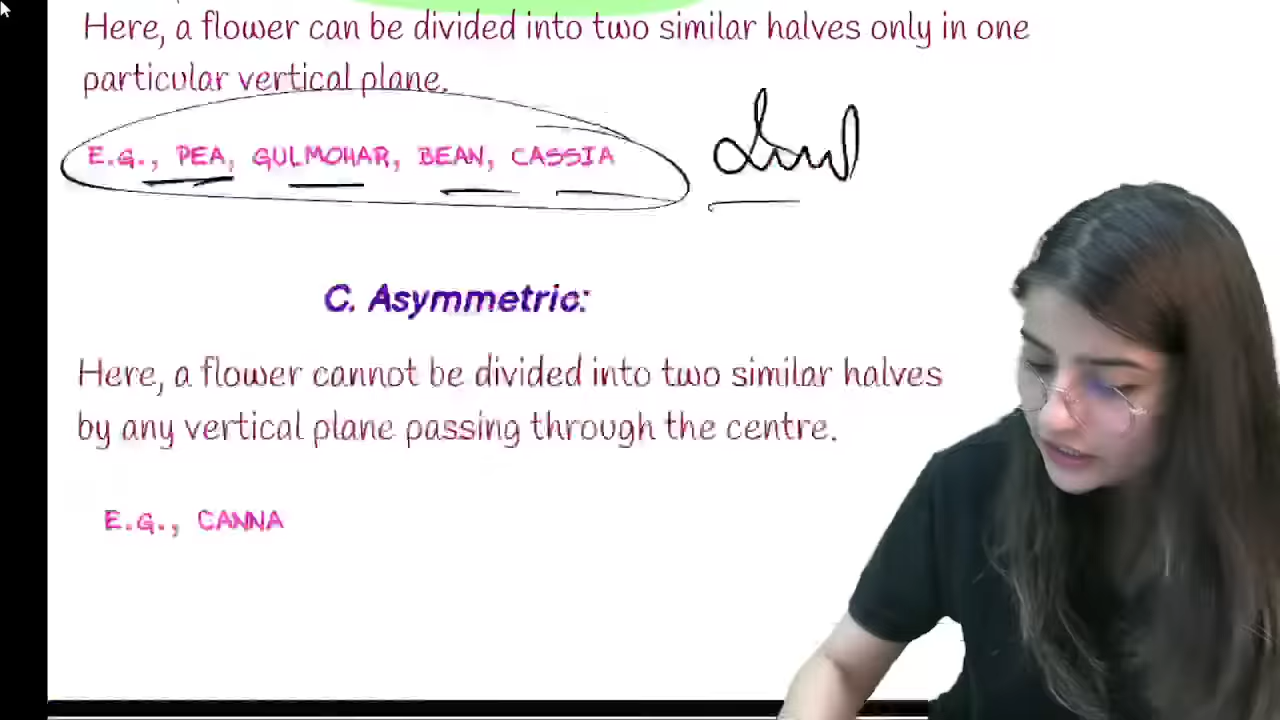 Here, a flower can be divided into two similar halves only in one
particular vertical plane.
E.G., PEA, GULMOHAR, BEAN, CASSIA
C. Asymmetric:
Here, a flower cannot be divided into two similar halves
by any vertical plane passing through the centre.
E.G., CANNA